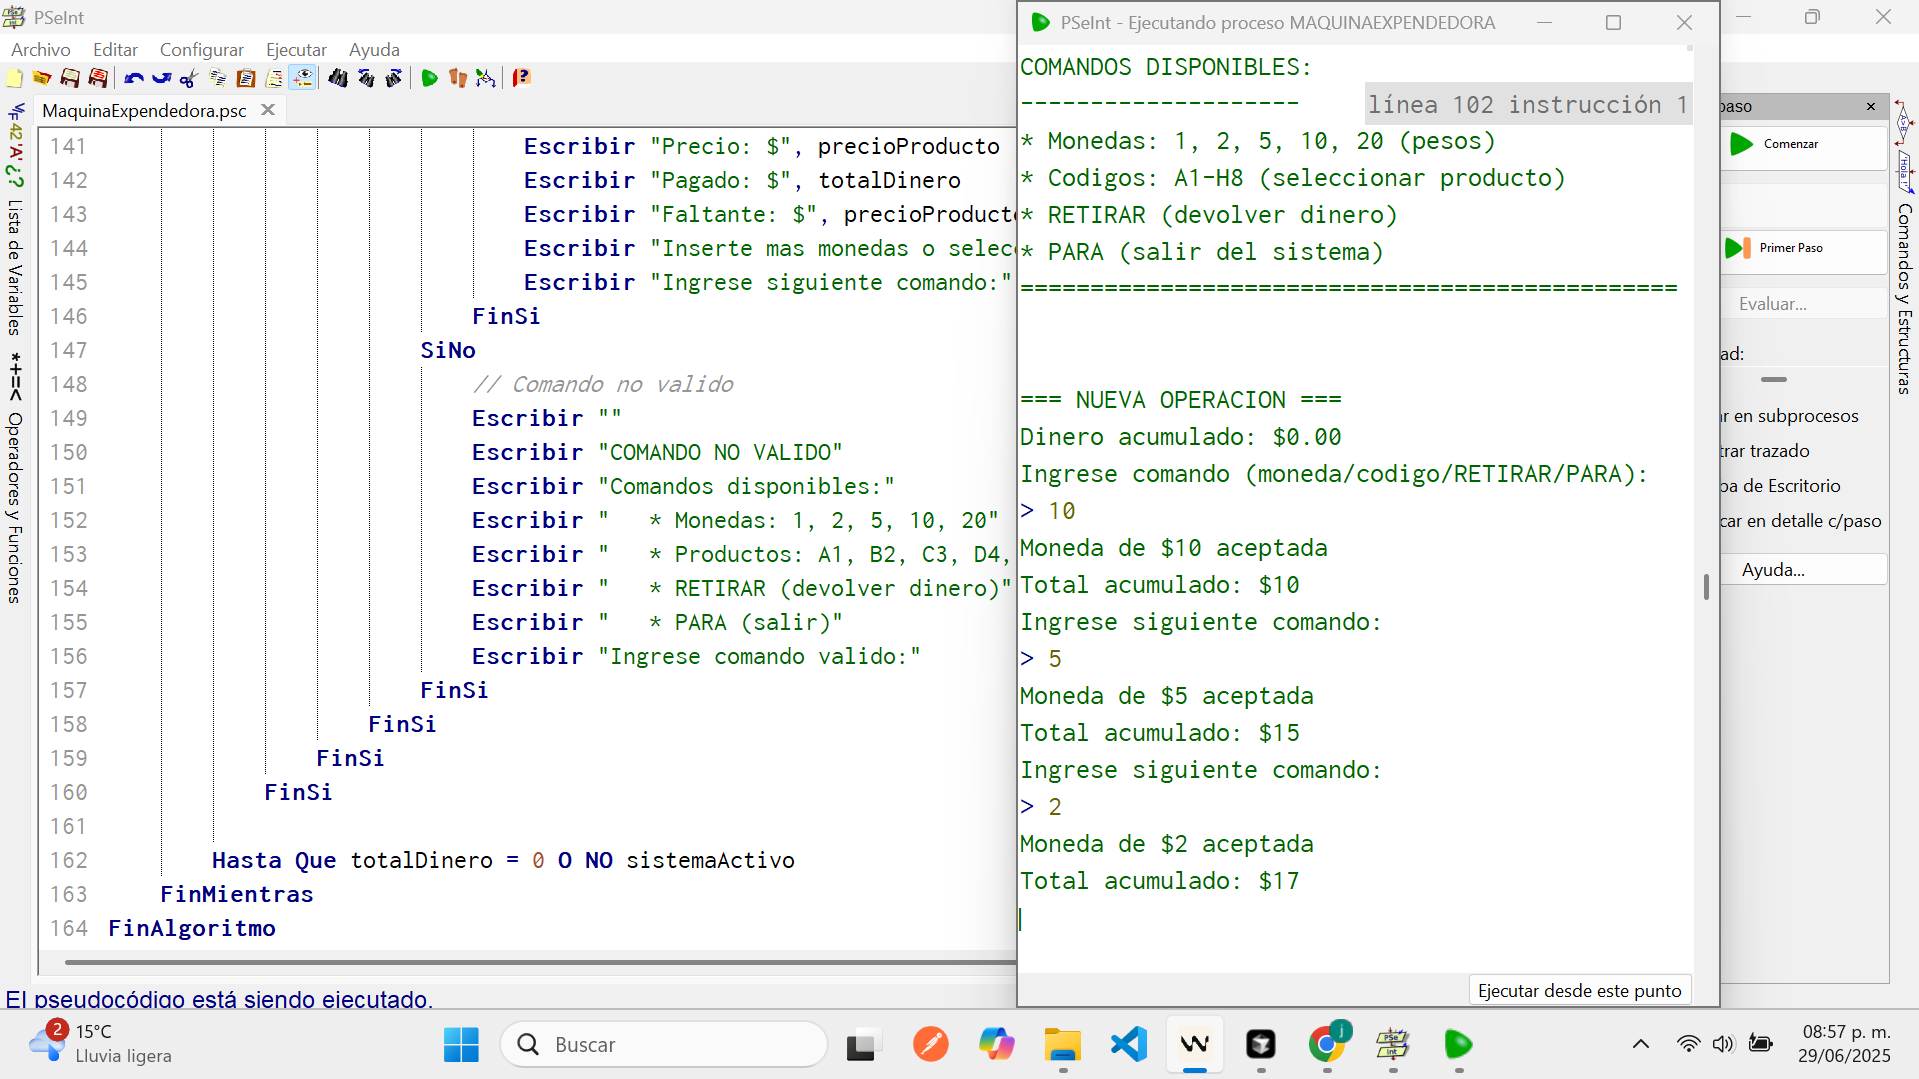 PSeInt
Archivo Editar Configurar Ejecutar Ayuda
MaquinaExpendedora.psc
Lista de Variables
Operadores y Funciones
141 Escribir "Precio: $", precioProducto
142 Escribir "Pagado: $", totalDinero
143 Escribir "Faltante: $", precioProducto
144 Escribir "Inserte mas monedas o selec
145 Escribir "Ingrese siguiente comando:"
146 FinSi
147 SiNo
148 // Comando no valido
149 Escribir ""
150 Escribir "COMANDO NO VALIDO"
151 Escribir "Comandos disponibles:"
152 Escribir "   * Monedas: 1, 2, 5, 10, 20"
153 Escribir "   * Productos: A1, B2, C3, D4,
154 Escribir "   * RETIRAR (devolver dinero)"
155 Escribir "   * PARA (salir)"
156 Escribir "Ingrese comando valido:"
157 FinSi
158 FinSi
159 FinSi
160 FinSi
161
162 Hasta Que totalDinero = 0 O NO sistemaActivo
163 FinMientras
164 FinAlgoritmo
El pseudocódigo está siendo ejecutado.
PSeInt - Ejecutando proceso MAQUINAEXPENDEDORA
COMANDOS DISPONIBLES:
--------------------
línea 102 instrucción 1
* Monedas: 1, 2, 5, 10, 20 (pesos)
* Codigos: A1-H8 (seleccionar producto)
* RETIRAR (devolver dinero)
* PARA (salir del sistema)
===============================================
=== NUEVA OPERACION ===
Dinero acumulado: $0.00
Ingrese comando (moneda/codigo/RETIRAR/PARA):
> 10
Moneda de $10 aceptada
Total acumulado: $10
Ingrese siguiente comando:
> 5
Moneda de $5 aceptada
Total acumulado: $15
Ingrese siguiente comando:
> 2
Moneda de $2 aceptada
Total acumulado: $17
Ejecutar desde este punto
paso
Comenzar
Primer Paso
Evaluar...
ad:
ar en subprocesos
trar trazado
ba de Escritorio
car en detalle c/paso
Ayuda...
Comandos y Estructuras
2
15°C
Lluvia ligera
Buscar
j
08:57 p. m.
29/06/2025